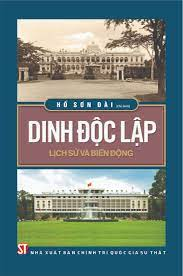 HỒ SƠN ĐÀI (Chủ biên)
DINH ĐỘC LẬP
LỊCH SỬ VÀ BIẾN ĐỘNG
ST NHÀ XUẤT BẢN CHÍNH TRỊ QUỐC GIA SỰ THẬT